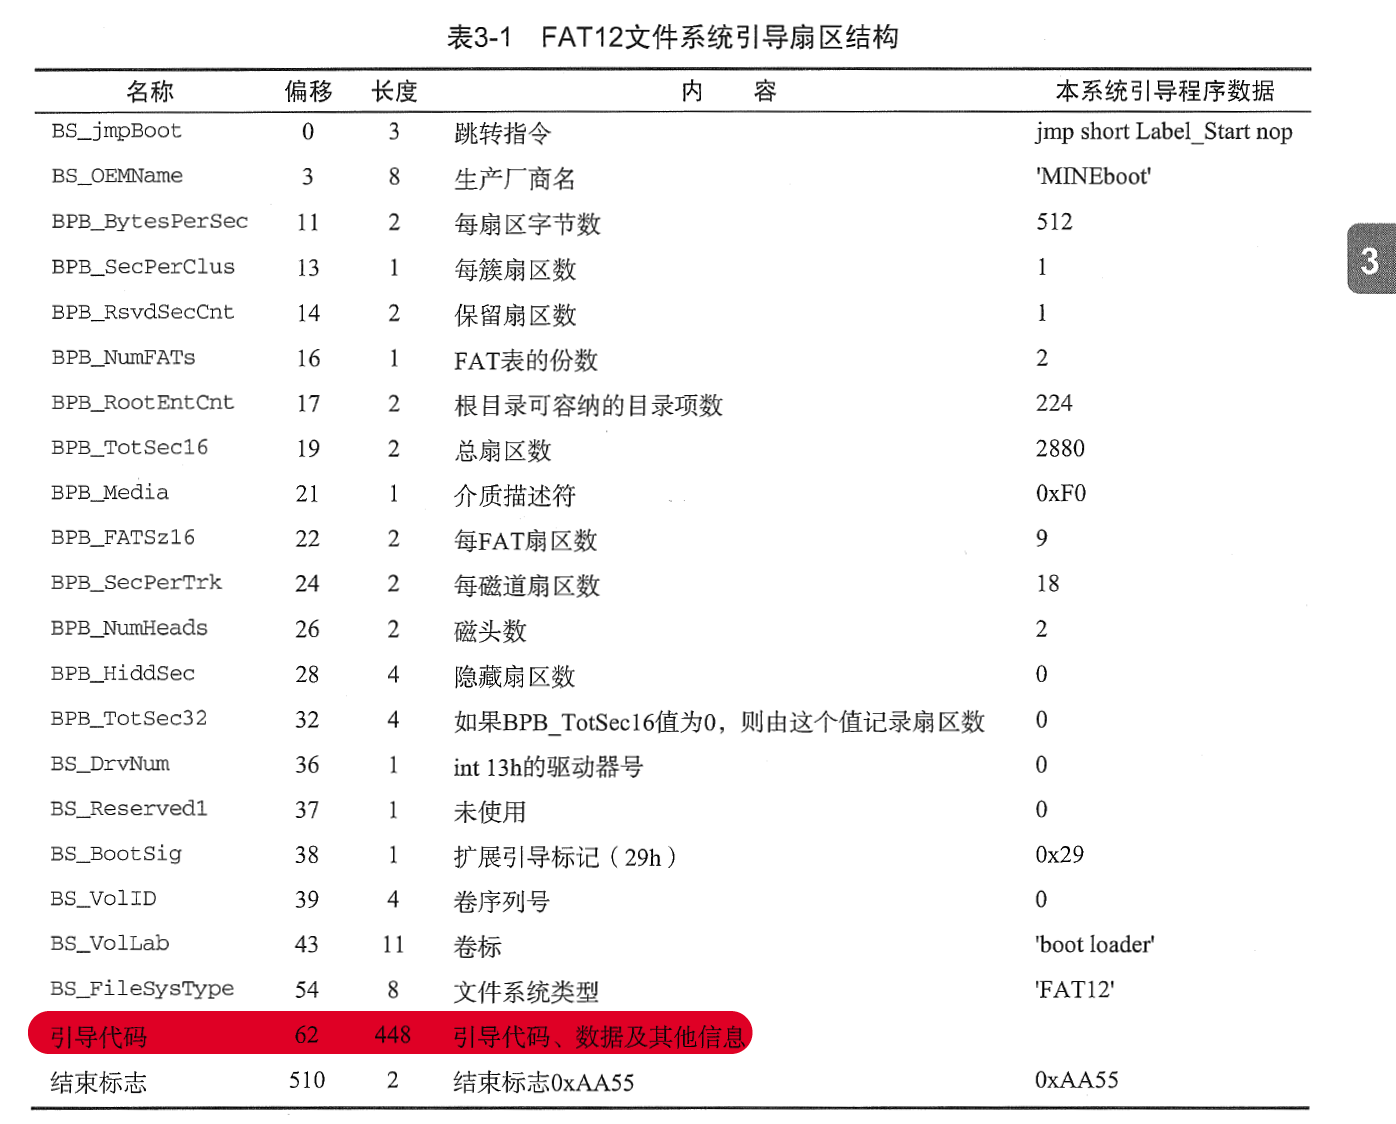 表3-1 FAT12文件系统引导扇区结构
名称 偏移 长度 内 容 本系统引导程序数据
BS_jmpBoot 0 3 跳转指令 jmp short Label_Start nop
BS_OEMName 3 8 生产厂商名 'MINEboot'
BPB_BytesPerSec 11 2 每扇区字节数 512
BPB_SecPerClus 13 1 每簇扇区数 1
3
BPB_RsvdSecCnt 14 2 保留扇区数 1
BPB_NumFATs 16 1 FAT表的份数 2
BPB_RootEntCnt 17 2 根目录可容纳的目录项数 224
BPB_TotSec16 19 2 总扇区数 2880
BPB_Media 21 1 介质描述符 0xF0
BPB_FATSz16 22 2 每FAT扇区数 9
BPB_SecPerTrk 24 2 每磁道扇区数 18
BPB_NumHeads 26 2 磁头数 2
BPB_HiddSec 28 4 隐藏扇区数 0
BPB_TotSec32 32 4 如果BPB_TotSec16值为0，则由这个值记录扇区数 0
BS_DrvNum 36 1 int 13h的驱动器号 0
BS_Reserved1 37 1 未使用 0
BS_BootSig 38 1 扩展引导标记（29h） 0x29
BS_VolID 39 4 卷序列号 0
BS_VolLab 43 11 卷标 'boot loader'
BS_FileSysType 54 8 文件系统类型 'FAT12'
引导代码 62 448 引导代码、数据及其他信息
结束标志 510 2 结束标志0xAA55 0xAA55